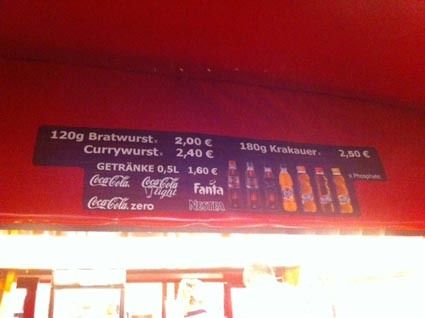 120g Bratwurst x 2,00 €
Currywurst x 2,40 €
180g Krakauer x 2,50 €
GETRÄNKE 0,5L 1,60 €
x Phosphate
Coca-Cola
Coca-Cola light
Fanta
Coca-Cola zero
NESTEA